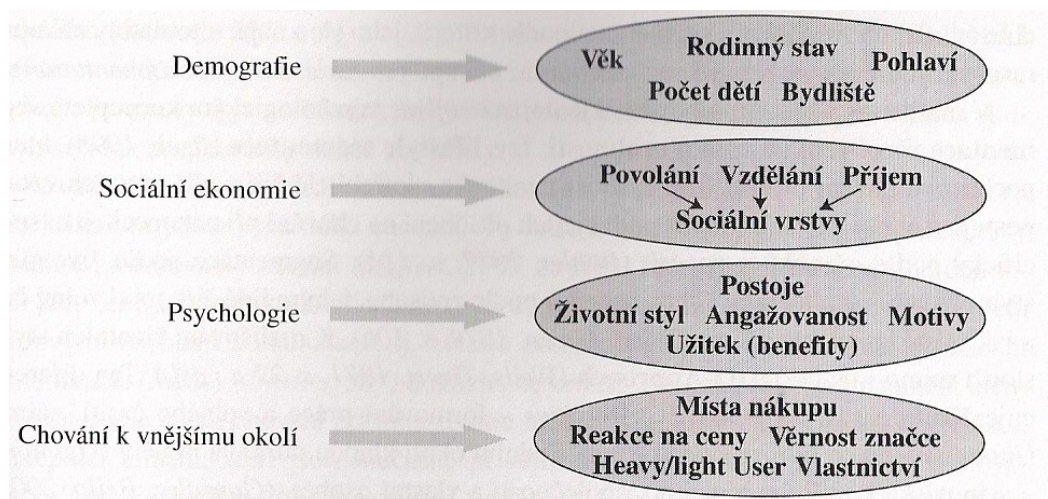 Demografie
Věk Rodinný stav Pohlaví
Počet dětí Bydliště
Sociální ekonomie
Povolání Vzdělání Příjem
Sociální vrstvy
Psychologie
Postoje
Životní styl Angažovanost Motivy
Užitek (benefity)
Chování k vnějšímu okolí
Místa nákupu
Reakce na ceny Věrnost značce
Heavy/light User Vlastnictví